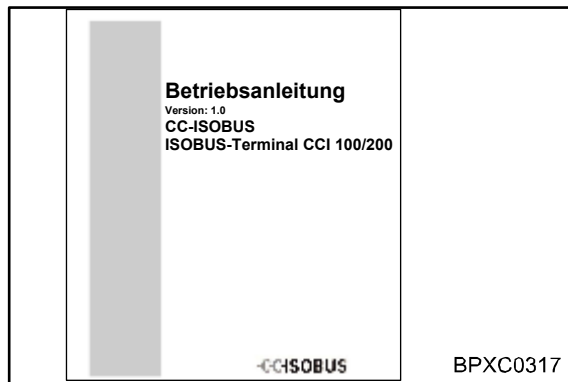 Betriebsanleitung
Version: 1.0
CC-ISOBUS
ISOBUS-Terminal CCI 100/200
CCISOBUS
BPXC0317